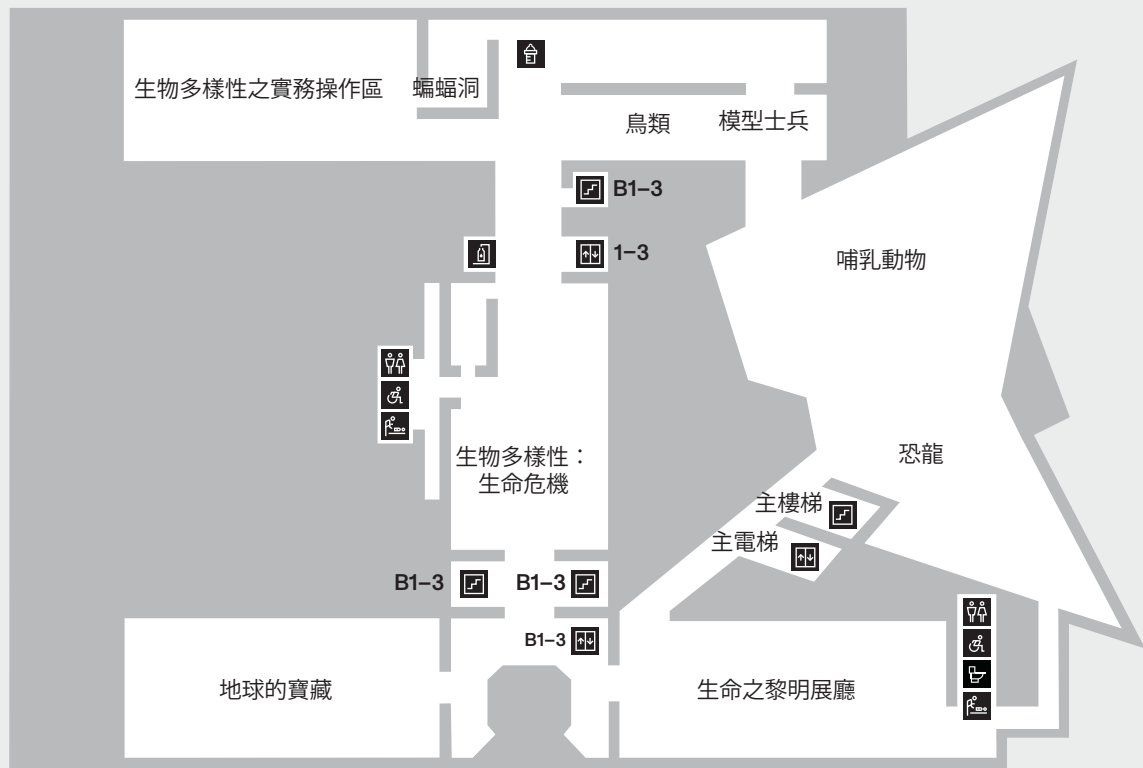 生物多樣性之實務操作區
蝙蝠洞
鳥類
模型士兵
B1–3
1–3
哺乳動物
生物多樣性：
生命危機
恐龍
主樓梯
主電梯
B1–3
B1–3
B1–3
地球的寶藏
生命之黎明展廳